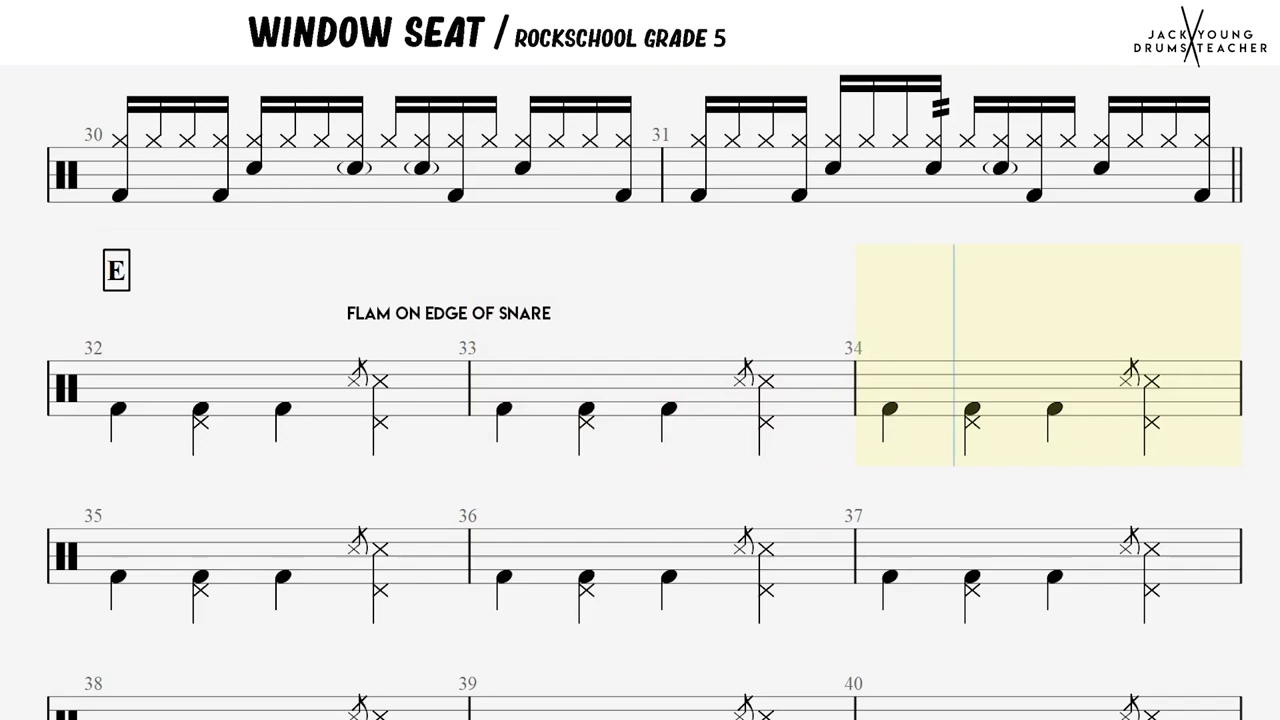 WINDOW SEAT / ROCKSCHOOL GRADE 5
JACK YOUNG
DRUMS TEACHER
30
31
E
FLAM ON EDGE OF SNARE
32
33
34
35
36
37
38
39
40